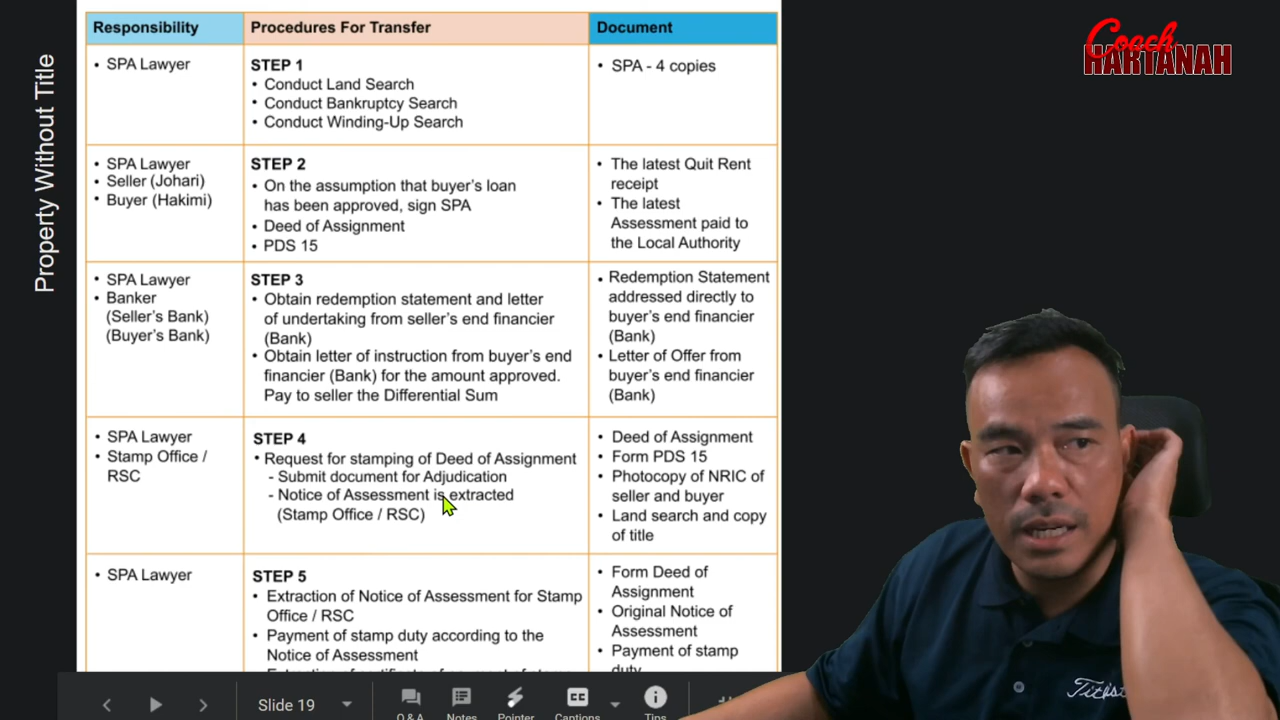 Property Without Title
Responsibility
Procedures For Transfer
Document
• SPA Lawyer
STEP 1
• Conduct Land Search
• Conduct Bankruptcy Search
• Conduct Winding-Up Search
• SPA - 4 copies
• SPA Lawyer
• Seller (Johari)
• Buyer (Hakimi)
STEP 2
• On the assumption that buyer's loan
has been approved, sign SPA
• Deed of Assignment
• PDS 15
• The latest Quit Rent
receipt
• The latest
Assessment paid to
the Local Authority
• SPA Lawyer
• Banker
(Seller's Bank)
(Buyer's Bank)
STEP 3
• Obtain redemption statement and letter
of undertaking from seller's end financier
(Bank)
• Obtain letter of instruction from buyer's end
financier (Bank) for the amount approved.
Pay to seller the Differential Sum
• Redemption Statement
addressed directly to
buyer's end financier
(Bank)
• Letter of Offer from
buyer's end financier
(Bank)
• SPA Lawyer
• Stamp Office /
RSC
STEP 4
• Request for stamping of Deed of Assignment
- Submit document for Adjudication
- Notice of Assessment is extracted
(Stamp Office / RSC)
• Deed of Assignment
• Form PDS 15
• Photocopy of NRIC of
seller and buyer
• Land search and copy
of title
• SPA Lawyer
STEP 5
• Extraction of Notice of Assessment for Stamp
Office / RSC
• Payment of stamp duty according to the
Notice of Assessment
• Form Deed of
Assignment
• Original Notice of
Assessment
• Payment of stamp
duty
Coach
HARTANAH
Titleist
Slide 19
Q & A
Notes
Pointer
CC
Captions
Tips